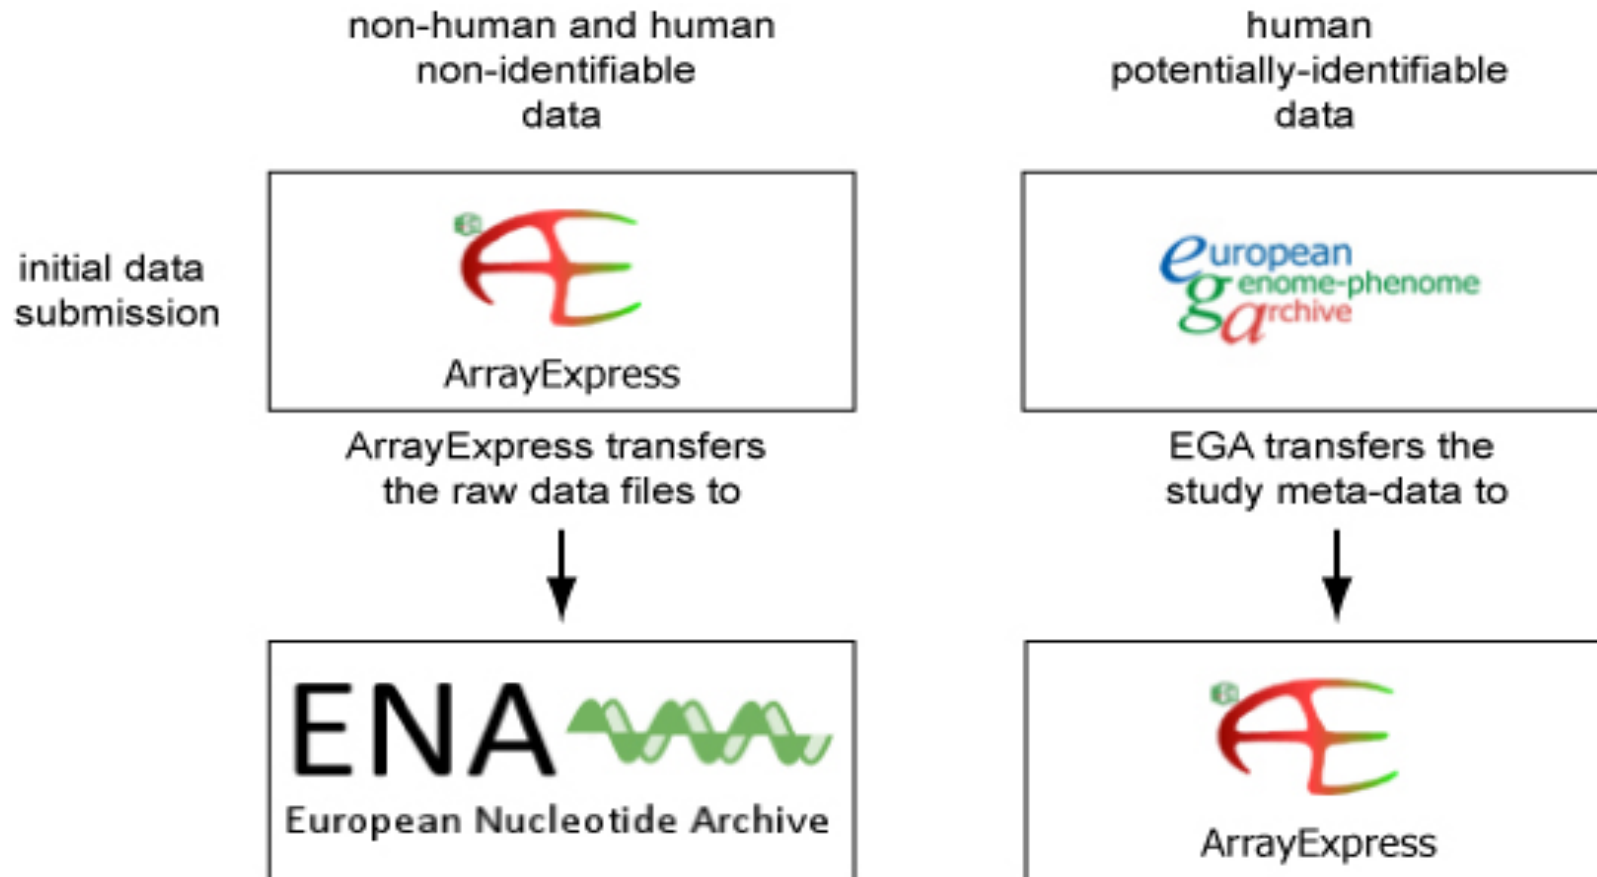 non-human and human
non-identifiable
data
human
potentially-identifiable
data
initial data
submission
AE
ArrayExpress
european
genome-phenome
archive
ArrayExpress transfers
the raw data files to
EGA transfers the
study meta-data to
ENA
European Nucleotide Archive
AE
ArrayExpress